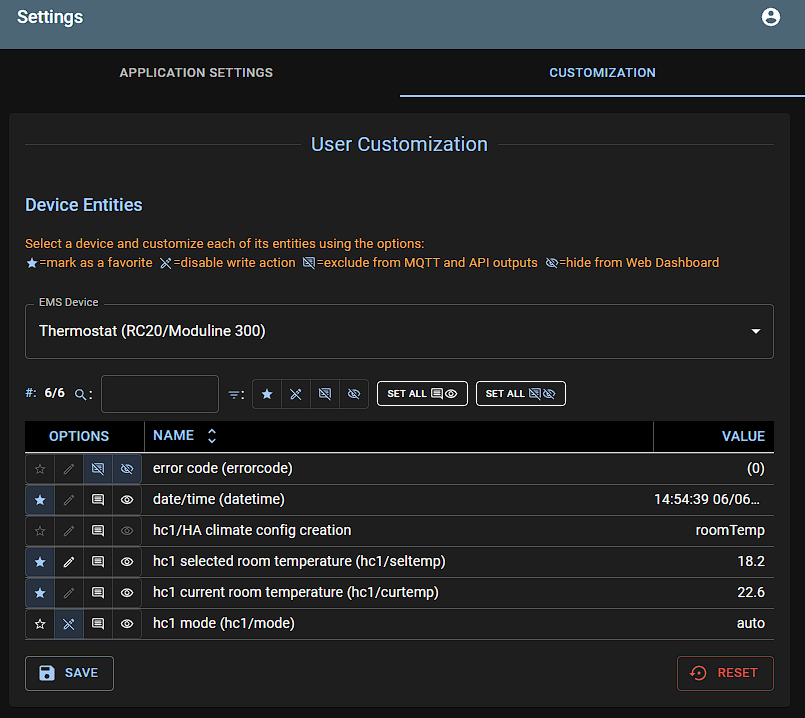 Settings
APPLICATION SETTINGS
CUSTOMIZATION
User Customization
Device Entities
Select a device and customize each of its entities using the options:
=mark as a favorite =disable write action =exclude from MQTT and API outputs =hide from Web Dashboard
EMS Device
Thermostat (RC20/Moduline 300)
#: 6/6 : : SET ALL SET ALL
OPTIONS NAME VALUE
error code (errorcode) (0)
date/time (datetime) 14:54:39 06/06...
hc1/HA climate config creation roomTemp
hc1 selected room temperature (hc1/seltemp) 18.2
hc1 current room temperature (hc1/curtemp) 22.6
hc1 mode (hc1/mode) auto
SAVE RESET